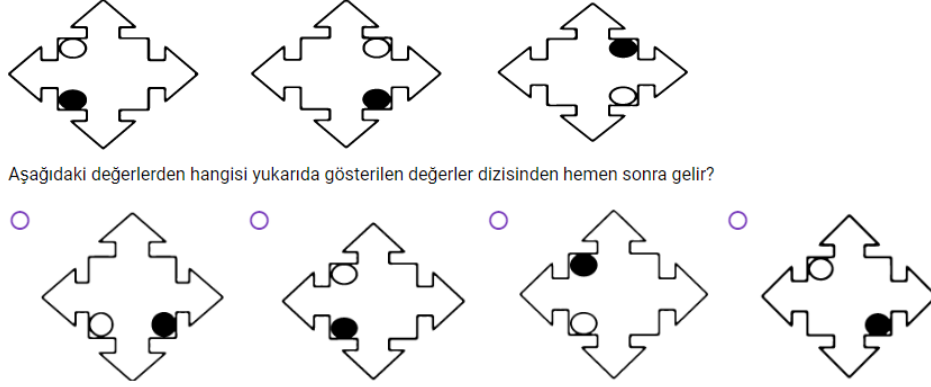 Aşağıdaki değerlerden hangisi yukarıda gösterilen değerler dizisinden hemen sonra gelir?